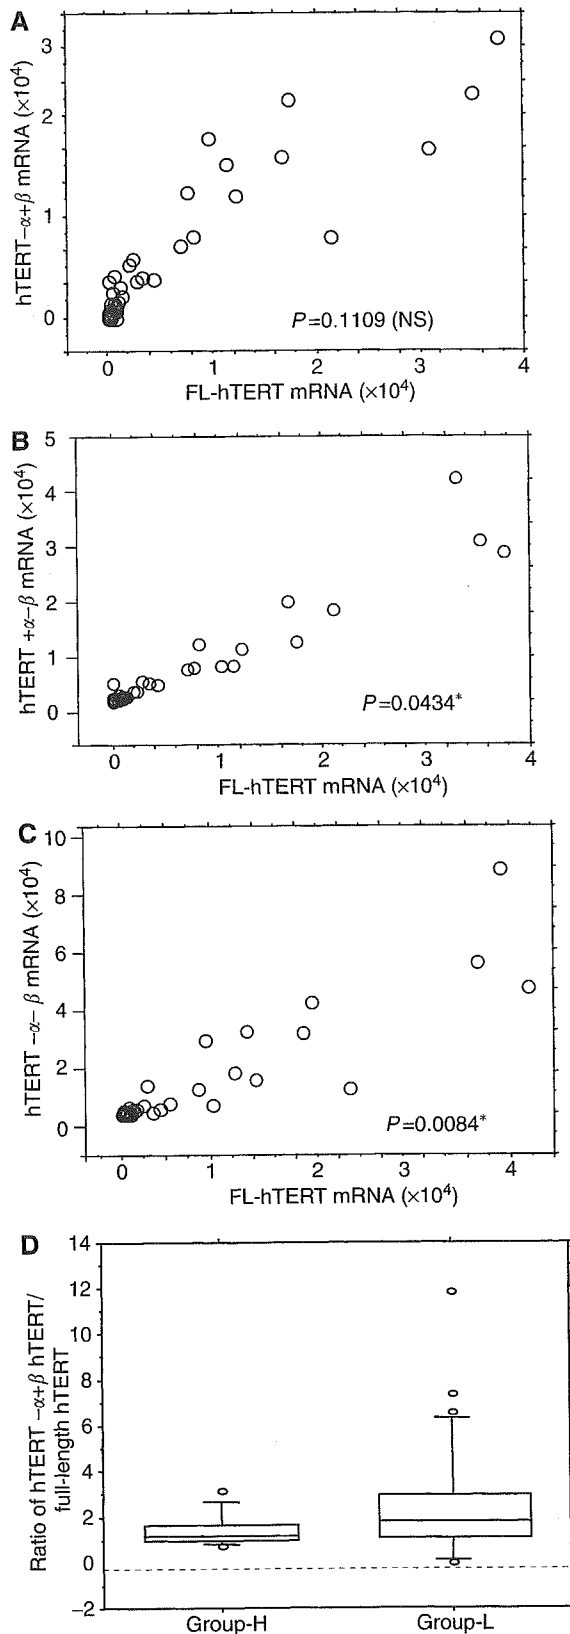 A
hTERT−α+β mRNA (×10⁴)
3
2
1
0
P=0.1109 (NS)
0 1 2 3 4
FL-hTERT mRNA (×10⁴)
B
hTERT +α−β mRNA (×10⁴)
5
4
3
2
1
0
P=0.0434*
0 1 2 3 4
FL-hTERT mRNA (×10⁴)
C
hTERT −α− β mRNA (×10⁴)
10
8
6
4
2
0
P=0.0084*
0 1 2 3 4
FL-hTERT mRNA (×10⁴)
D
Ratio of hTERT −α+β hTERT/
full-length hTERT
14
12
10
8
6
4
2
0
−2
Group-H Group-L